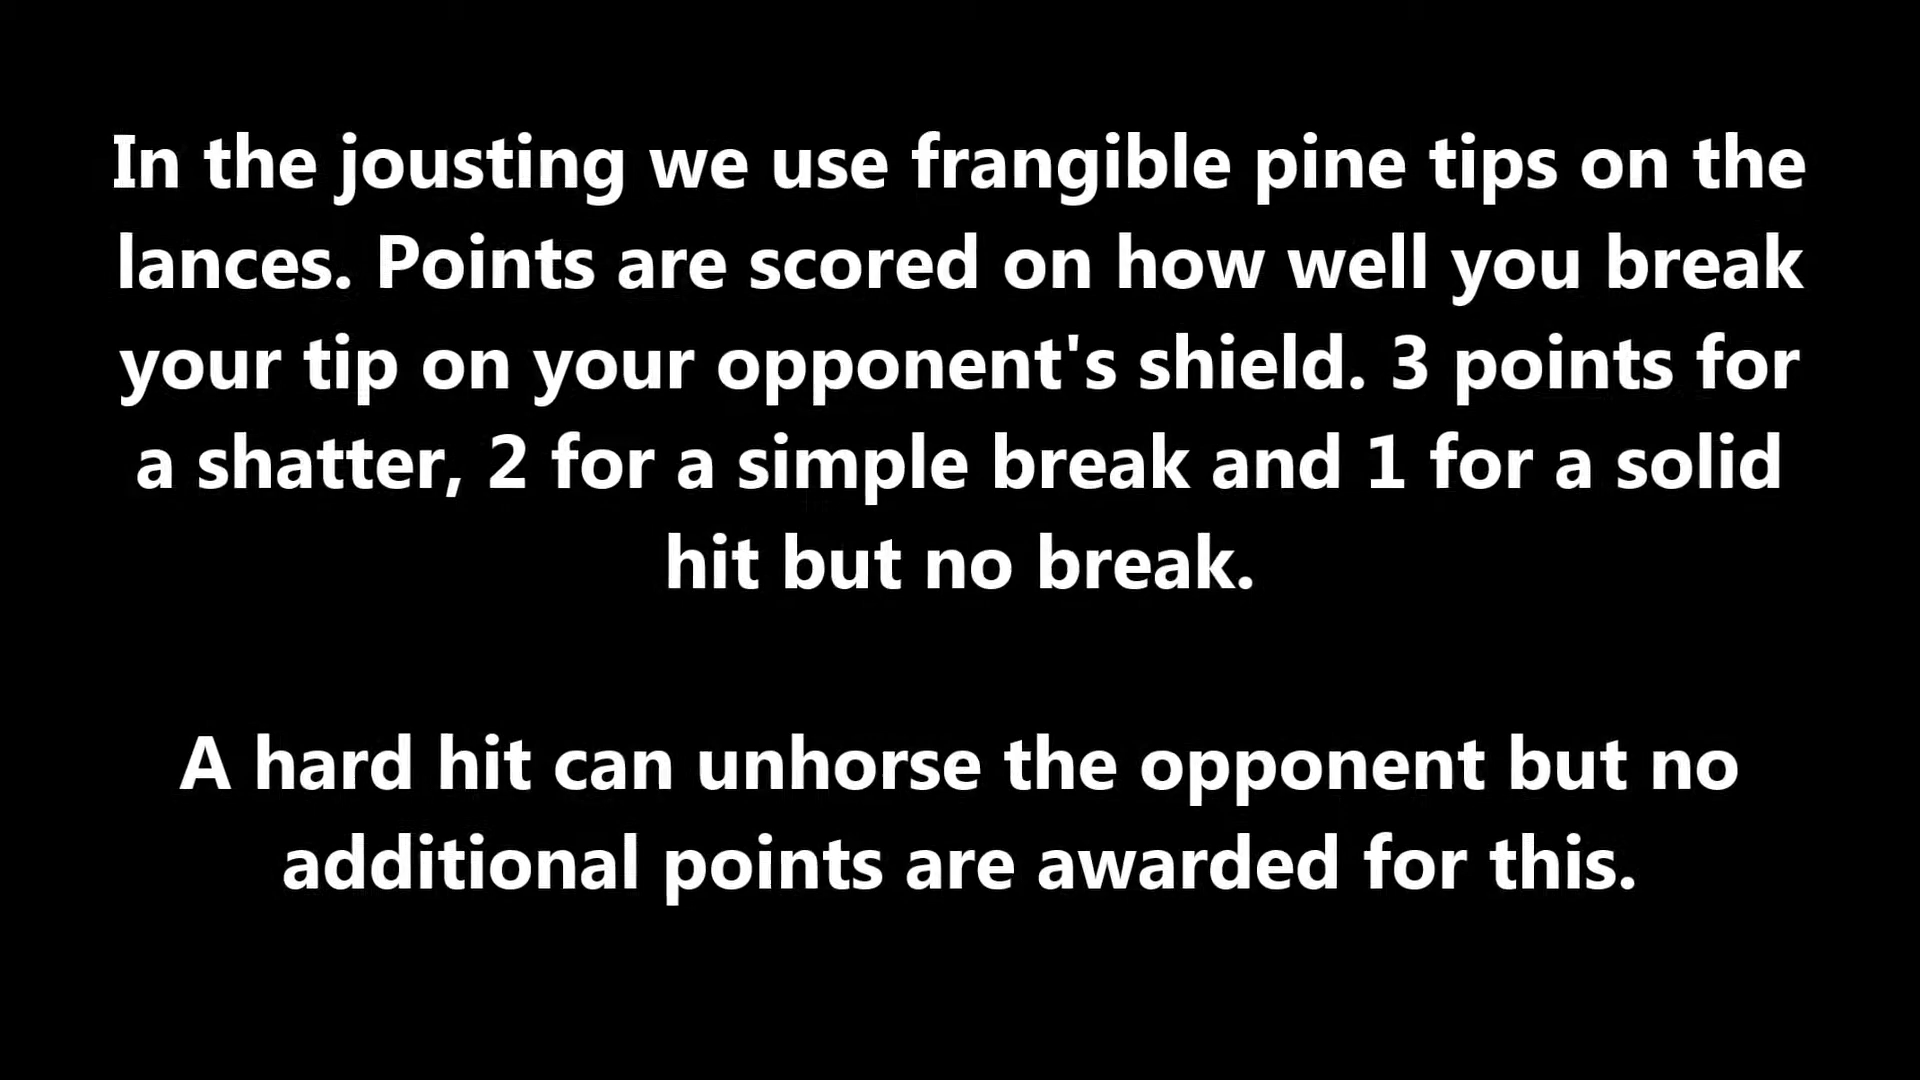 In the jousting we use frangible pine tips on the
lances. Points are scored on how well you break
your tip on your opponent's shield. 3 points for
a shatter, 2 for a simple break and 1 for a solid
hit but no break.
A hard hit can unhorse the opponent but no
additional points are awarded for this.